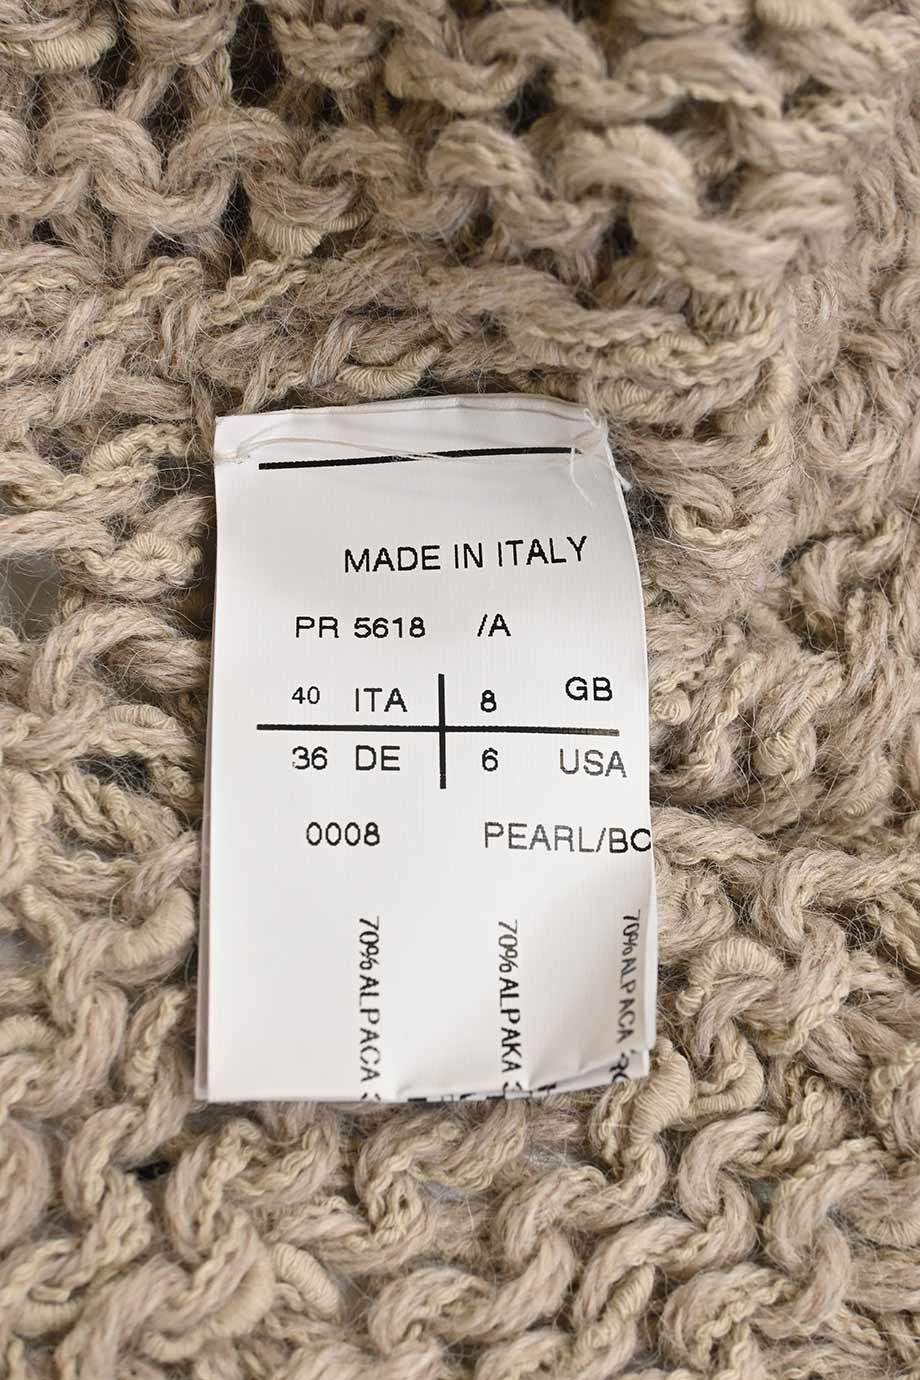 MADE IN ITALY
PR 5618 /A
40 ITA 8 GB
36 DE 6 USA
0008 PEARL/BO
70% ALPACA
70% ALPAKA
70% ALPACA